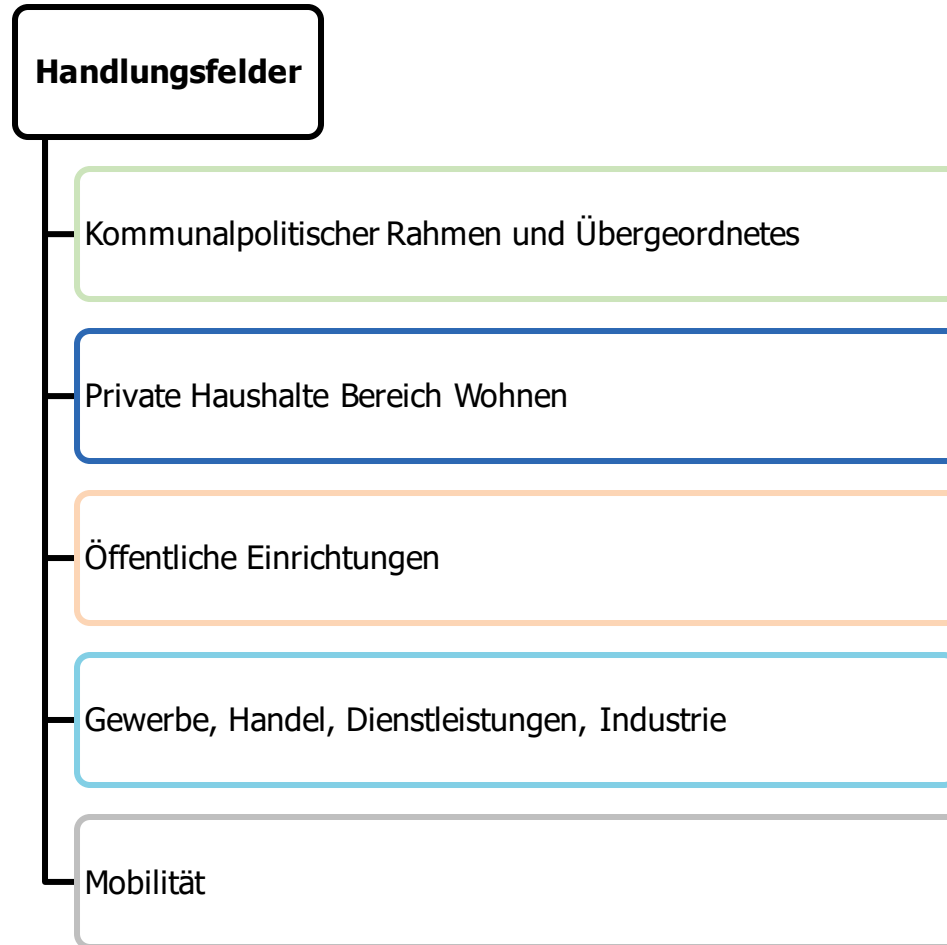 Handlungsfelder
Kommunalpolitischer Rahmen und Übergeordnetes
Private Haushalte Bereich Wohnen
Öffentliche Einrichtungen
Gewerbe, Handel, Dienstleistungen, Industrie
Mobilität